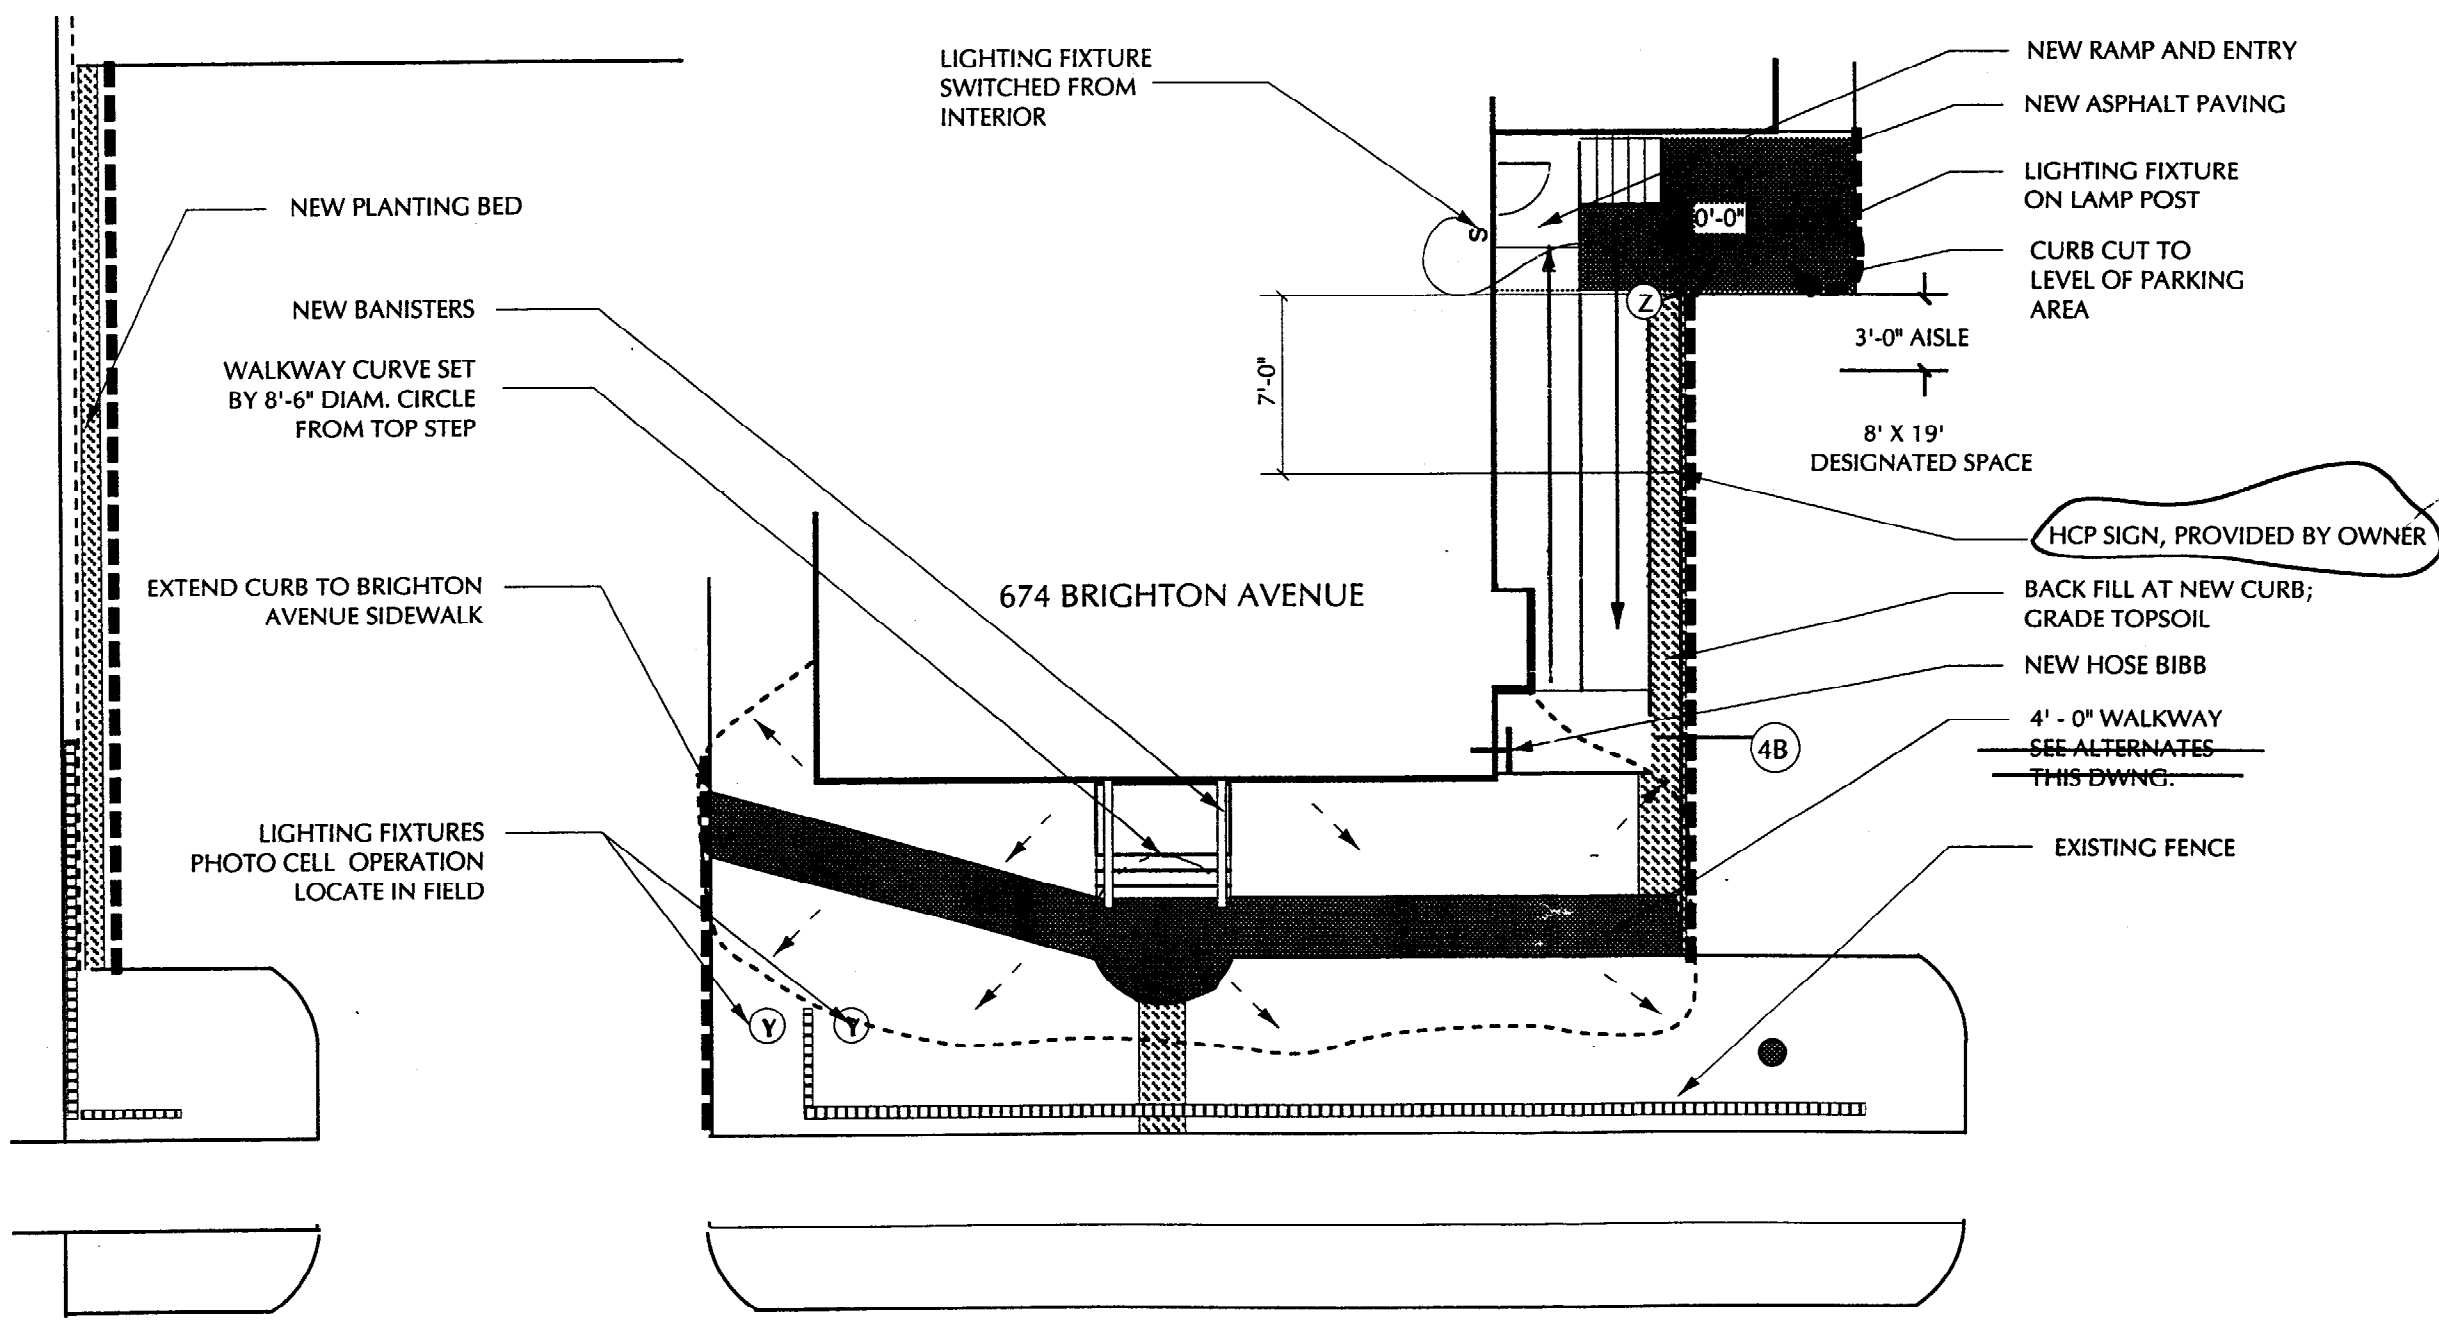 LIGHTING FIXTURE
SWITCHED FROM
INTERIOR
NEW RAMP AND ENTRY
NEW ASPHALT PAVING
LIGHTING FIXTURE
ON LAMP POST
CURB CUT TO
LEVEL OF PARKING
AREA
NEW PLANTING BED
S
0'-0"
Z
NEW BANISTERS
3'-0" AISLE
7'-0"
WALKWAY CURVE SET
BY 8'-6" DIAM. CIRCLE
FROM TOP STEP
8' X 19'
DESIGNATED SPACE
HCP SIGN, PROVIDED BY OWNER
EXTEND CURB TO BRIGHTON
AVENUE SIDEWALK
674 BRIGHTON AVENUE
BACK FILL AT NEW CURB;
GRADE TOPSOIL
NEW HOSE BIBB
4' - 0" WALKWAY
SEE ALTERNATES
THIS DWNG.
4B
LIGHTING FIXTURES
PHOTO CELL OPERATION
LOCATE IN FIELD
EXISTING FENCE
Y
Y